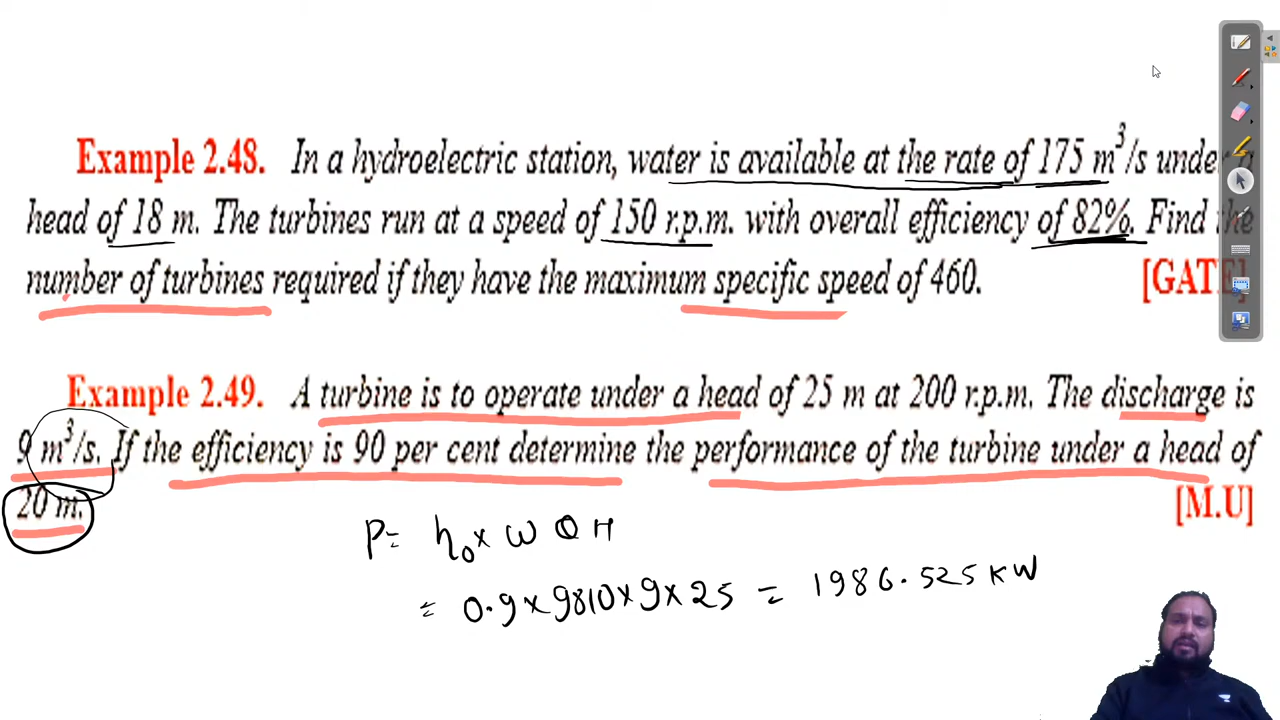 Example 2.48. In a hydroelectric station, water is available at the rate of 175 m³/s under a
head of 18 m. The turbines run at a speed of 150 r.p.m. with overall efficiency of 82%. Find the
number of turbines required if they have the maximum specific speed of 460. [GATE]
Example 2.49. A turbine is to operate under a head of 25 m at 200 r.p.m. The discharge is
9 m³/s. If the efficiency is 90 per cent determine the performance of the turbine under a head of
20 m. [M.U]
P = η₀ × ω Q H
= 0.9 × 9810 × 9 × 25 = 1986.525 KW